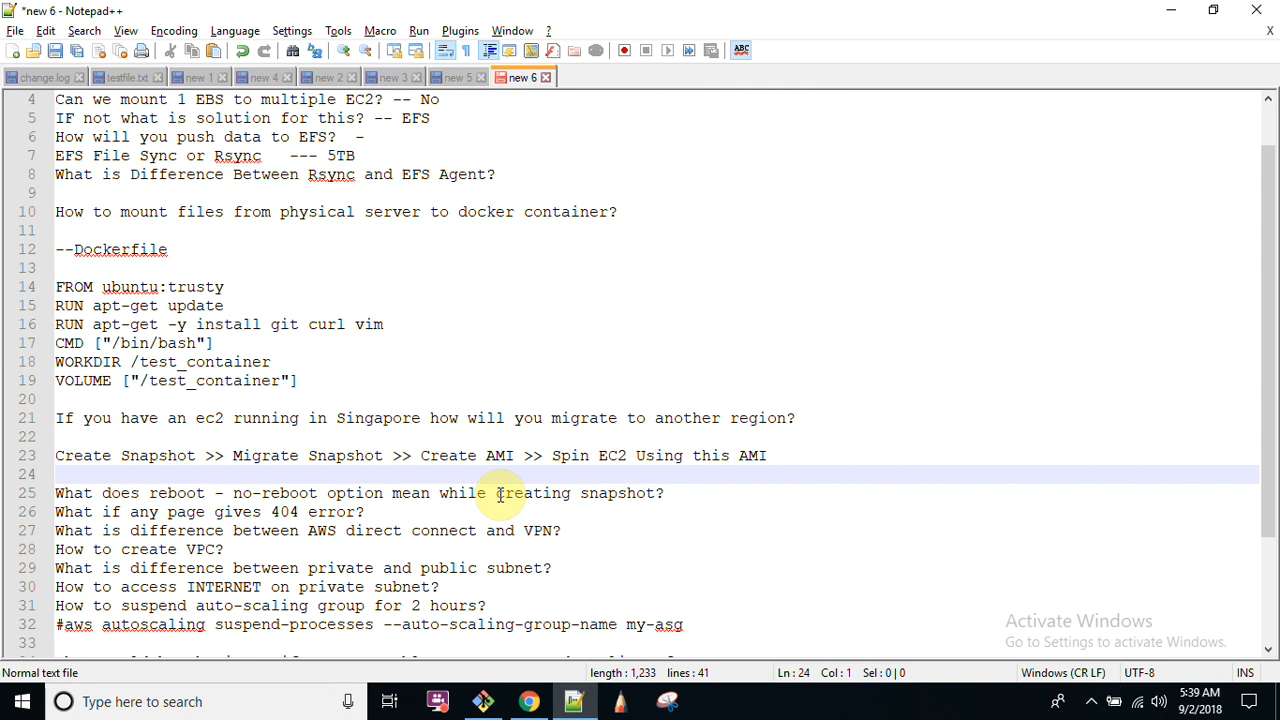 *new 6 - Notepad++
File Edit Search View Encoding Language Settings Tools Macro Run Plugins Window ? X
change.log testfile.txt new 1 new 4 new 2 new 3 new 5 new 6
4 Can we mount 1 EBS to multiple EC2? -- No
5 IF not what is solution for this? -- EFS
6 How will you push data to EFS? -
7 EFS File Sync or Rsync --- 5TB
8 What is Difference Between Rsync and EFS Agent?
9
10 How to mount files from physical server to docker container?
11
12 --Dockerfile
13
14 FROM ubuntu:trusty
15 RUN apt-get update
16 RUN apt-get -y install git curl vim
17 CMD ["/bin/bash"]
18 WORKDIR /test_container
19 VOLUME ["/test_container"]
20
21 If you have an ec2 running in Singapore how will you migrate to another region?
22
23 Create Snapshot >> Migrate Snapshot >> Create AMI >> Spin EC2 Using this AMI
24
25 What does reboot - no-reboot option mean while creating snapshot?
26 What if any page gives 404 error?
27 What is difference between AWS direct connect and VPN?
28 How to create VPC?
29 What is difference between private and public subnet?
30 How to access INTERNET on private subnet?
31 How to suspend auto-scaling group for 2 hours?
32 #aws autoscaling suspend-processes --auto-scaling-group-name my-asg
33
Activate Windows
Go to Settings to activate Windows.
Normal text file length : 1,233 lines : 41 Ln : 24 Col : 1 Sel : 0 | 0 Windows (CR LF) UTF-8 INS
Type here to search
5:39 AM
9/2/2018